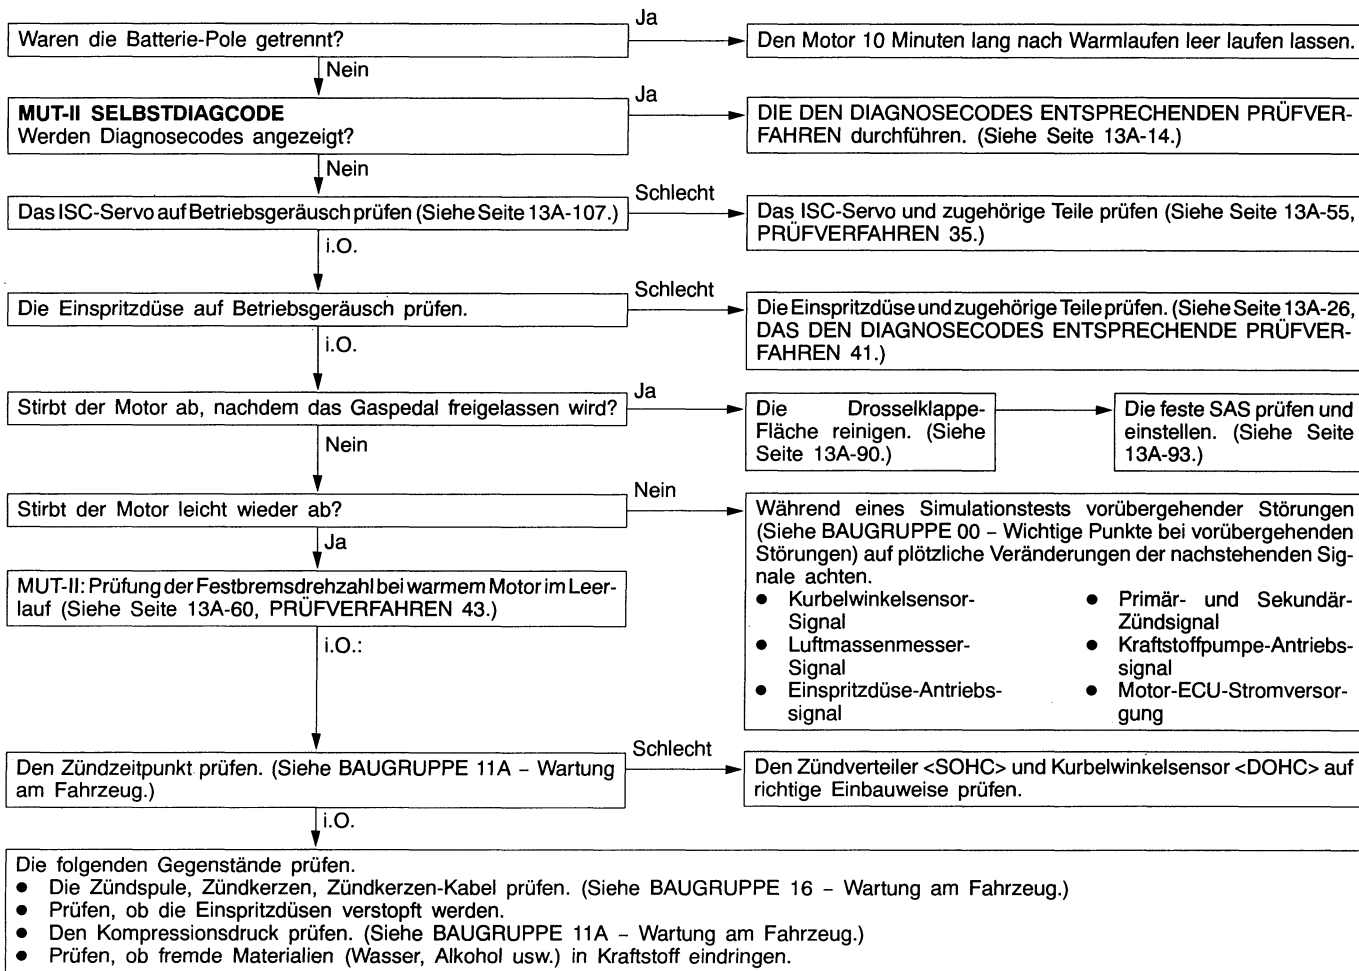 Waren die Batterie-Pole getrennt?
Ja
Den Motor 10 Minuten lang nach Warmlaufen leer laufen lassen.
Nein
MUT-II SELBSTDIAGCODE
Werden Diagnosecodes angezeigt?
Ja
DIE DEN DIAGNOSECODES ENTSPRECHENDEN PRÜFVER-
FAHREN durchführen. (Siehe Seite 13A-14.)
Nein
Das ISC-Servo auf Betriebsgeräusch prüfen (Siehe Seite 13A-107.)
Schlecht
Das ISC-Servo und zugehörige Teile prüfen (Siehe Seite 13A-55,
PRÜFVERFAHREN 35.)
i.O.
Die Einspritzdüse auf Betriebsgeräusch prüfen.
Schlecht
Die Einspritzdüse und zugehörige Teile prüfen. (Siehe Seite 13A-26,
DAS DEN DIAGNOSECODES ENTSPRECHENDE PRÜFVER-
FAHREN 41.)
i.O.
Stirbt der Motor ab, nachdem das Gaspedal freigelassen wird?
Ja
Die Drosselklappe-
Fläche reinigen. (Siehe
Seite 13A-90.)
Die feste SAS prüfen und
einstellen. (Siehe Seite
13A-93.)
Nein
Stirbt der Motor leicht wieder ab?
Nein
Während eines Simulationstests vorübergehender Störungen
(Siehe BAUGRUPPE 00 – Wichtige Punkte bei vorübergehenden
Störungen) auf plötzliche Veränderungen der nachstehenden Sig-
nale achten.
● Kurbelwinkelsensor-
Signal
● Luftmassenmesser-
Signal
● Einspritzdüse-Antriebs-
signal
● Primär- und Sekundär-
Zündsignal
● Kraftstoffpumpe-Antriebs-
signal
● Motor-ECU-Stromversor-
gung
Ja
MUT-II: Prüfung der Festbremsdrehzahl bei warmem Motor im Leer-
lauf (Siehe Seite 13A-60, PRÜFVERFAHREN 43.)
i.O.:
Den Zündzeitpunkt prüfen. (Siehe BAUGRUPPE 11A – Wartung
am Fahrzeug.)
Schlecht
Den Zündverteiler <SOHC> und Kurbelwinkelsensor <DOHC> auf
richtige Einbauweise prüfen.
i.O.
Die folgenden Gegenstände prüfen.
● Die Zündspule, Zündkerzen, Zündkerzen-Kabel prüfen. (Siehe BAUGRUPPE 16 – Wartung am Fahrzeug.)
● Prüfen, ob die Einspritzdüsen verstopft werden.
● Den Kompressionsdruck prüfen. (Siehe BAUGRUPPE 11A – Wartung am Fahrzeug.)
● Prüfen, ob fremde Materialien (Wasser, Alkohol usw.) in Kraftstoff eindringen.